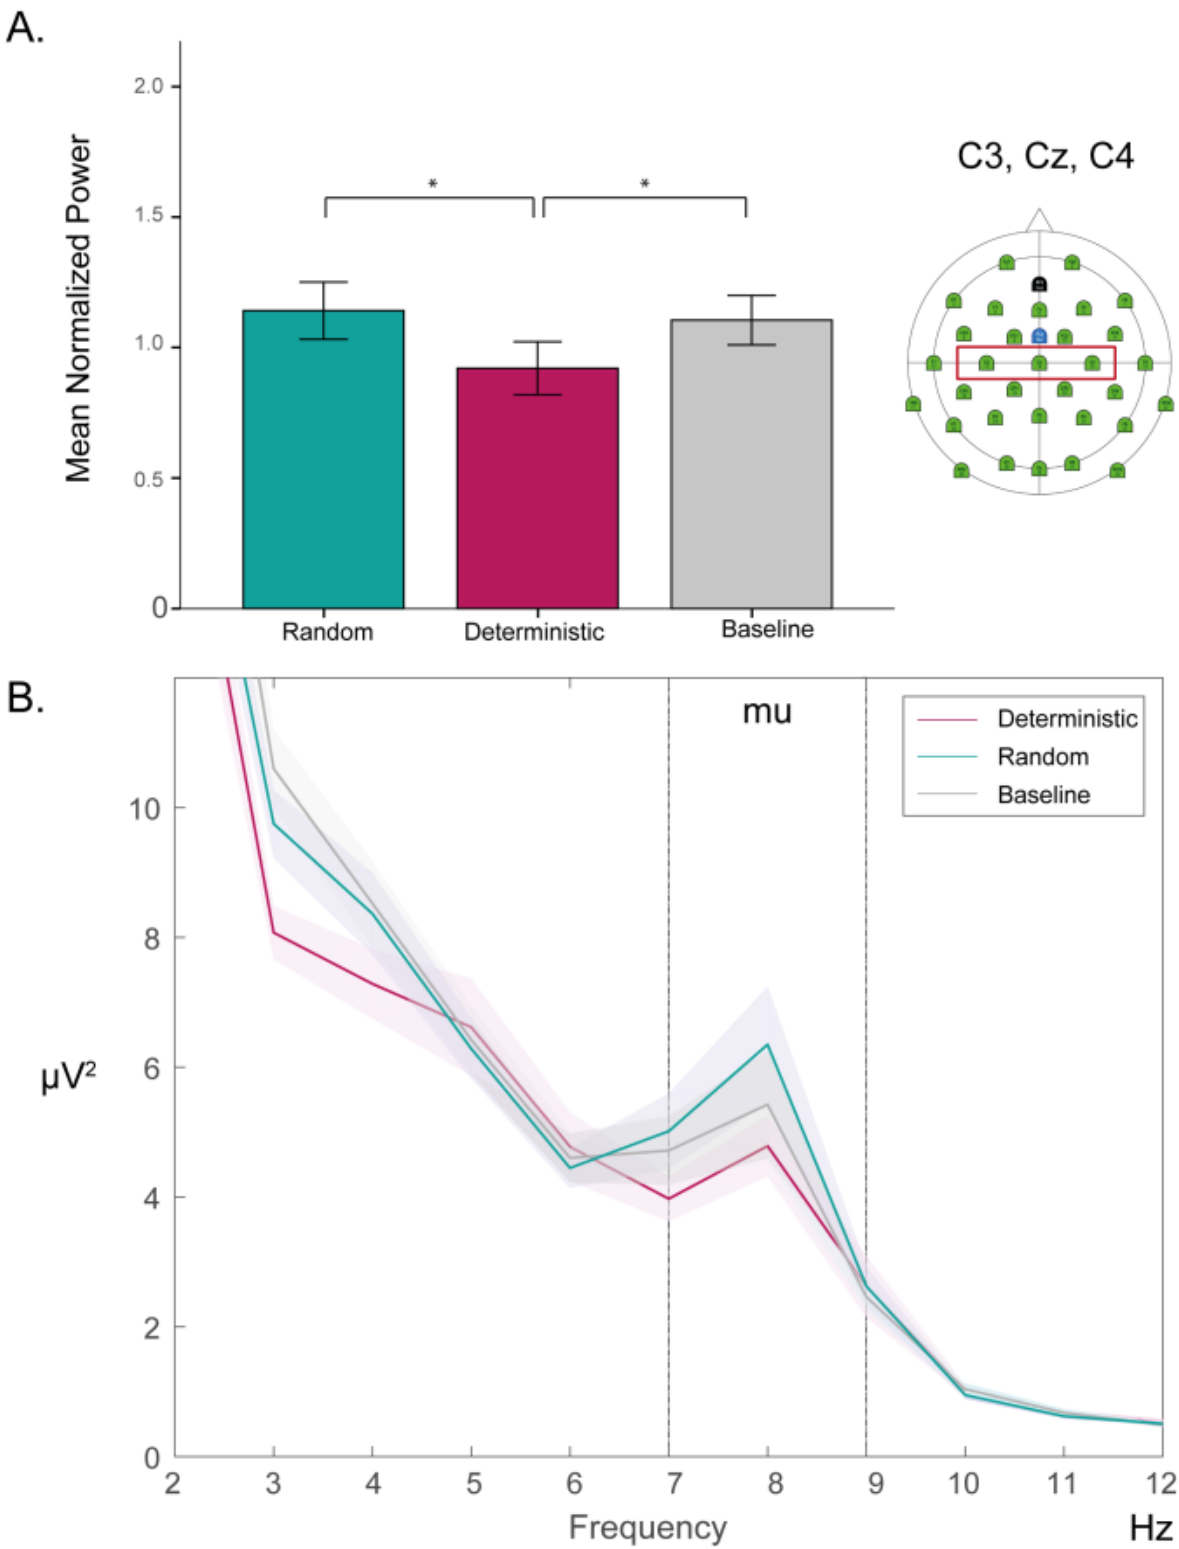 A.
Mean Normalized Power
2.0
1.5
1.0
0.5
0
*
*
Random
Deterministic
Baseline
C3, Cz, C4
B.
mu
Deterministic
Random
Baseline
µV²
10
8
6
4
2
0
2 3 4 5 6 7 8 9 10 11 12
Frequency
Hz